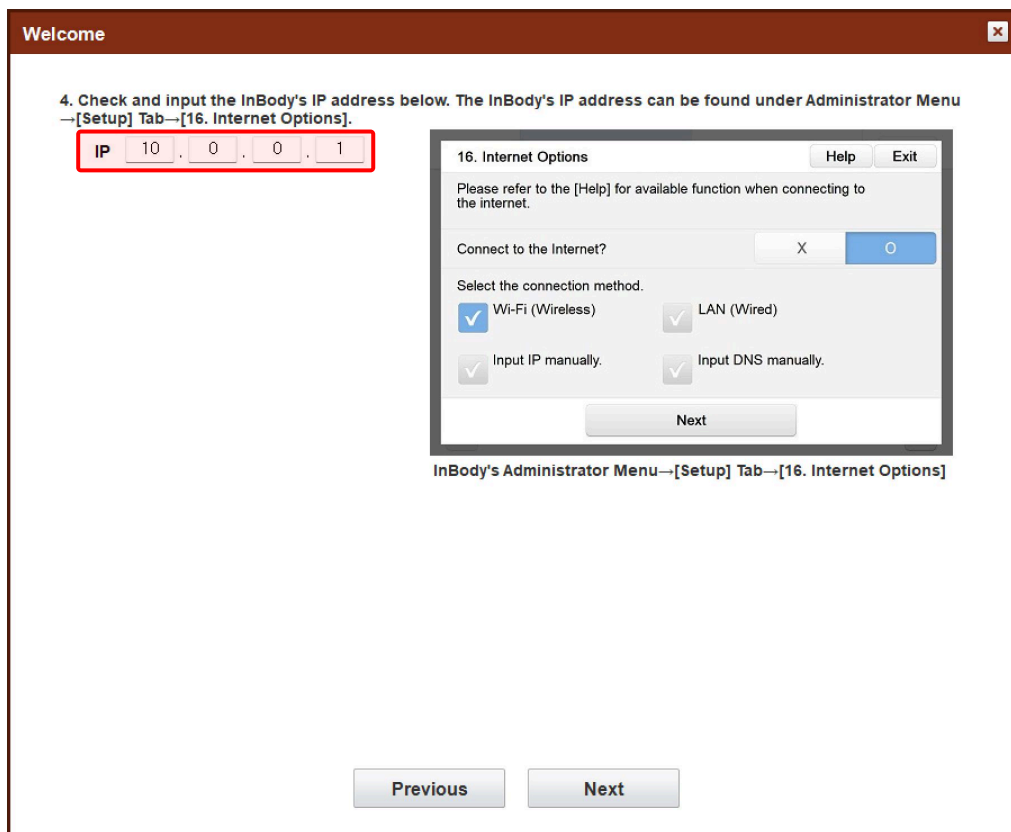 Welcome
4. Check and input the InBody's IP address below. The InBody's IP address can be found under Administrator Menu
→[Setup] Tab→[16. Internet Options].
IP 10 . 0 . 0 . 1
16. Internet Options Help Exit
Please refer to the [Help] for available function when connecting to
the internet.
Connect to the Internet? X O
Select the connection method.
Wi-Fi (Wireless) LAN (Wired)
Input IP manually. Input DNS manually.
Next
InBody's Administrator Menu→[Setup] Tab→[16. Internet Options]
Previous Next